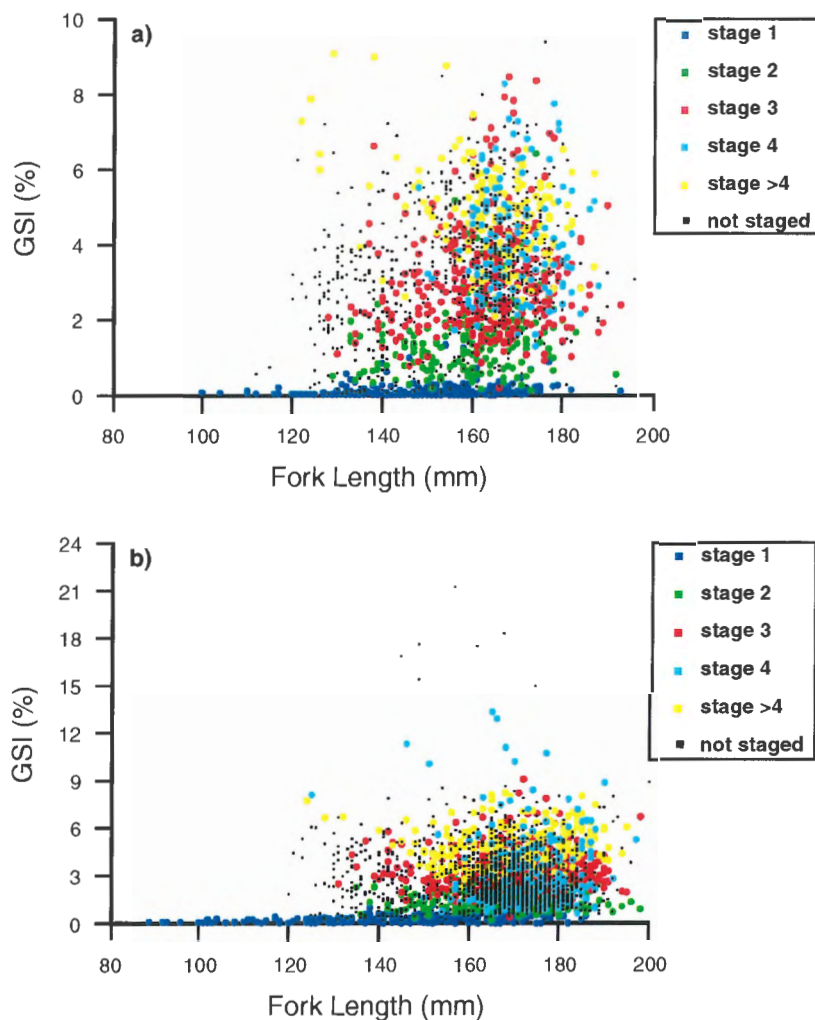 a)
10
8
6
4
2
0
GSI (%)
80 100 120 140 160 180 200
Fork Length (mm)
stage 1
stage 2
stage 3
stage 4
stage >4
not staged
b)
24
21
18
15
12
9
6
3
0
GSI (%)
80 100 120 140 160 180 200
Fork Length (mm)
stage 1
stage 2
stage 3
stage 4
stage >4
not staged